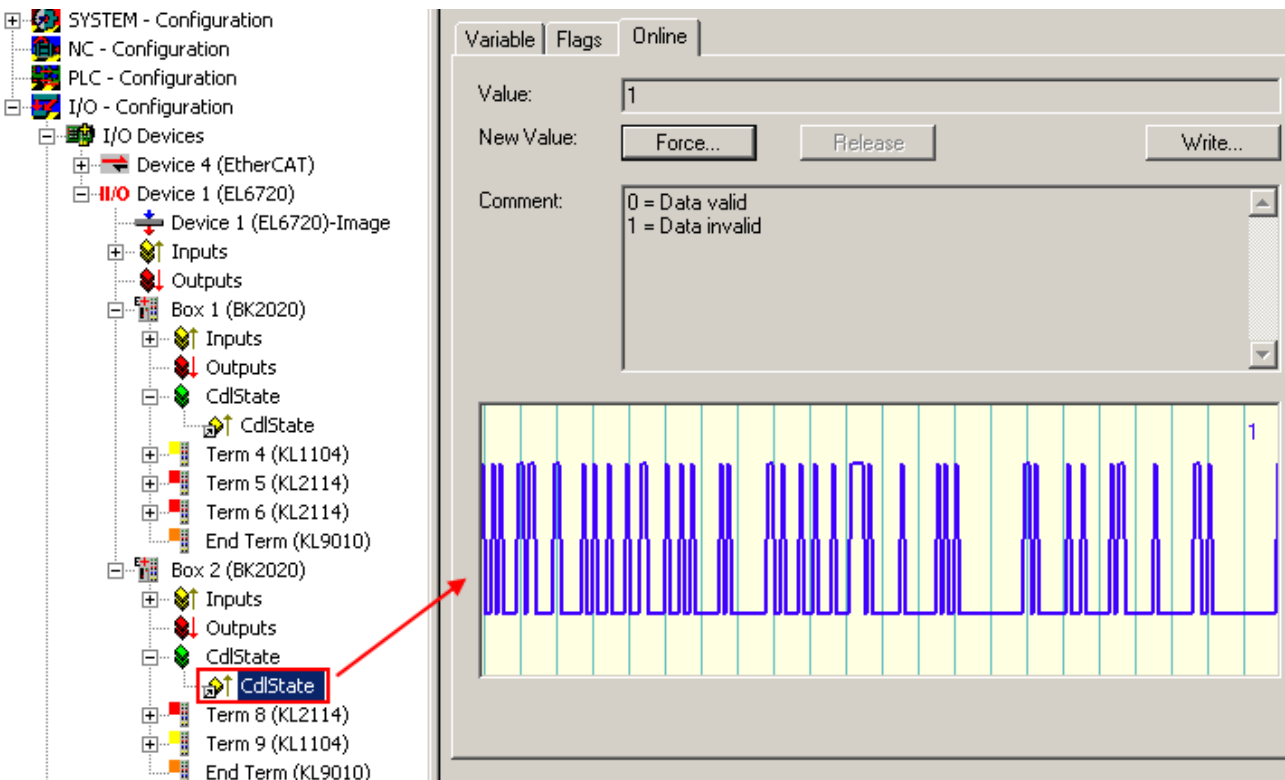 SYSTEM - Configuration
NC - Configuration
PLC - Configuration
I/O - Configuration
I/O Devices
Device 4 (EtherCAT)
Device 1 (EL6720)
Device 1 (EL6720)-Image
Inputs
Outputs
Box 1 (BK2020)
Inputs
Outputs
CdlState
CdlState
Term 4 (KL1104)
Term 5 (KL2114)
Term 6 (KL2114)
End Term (KL9010)
Box 2 (BK2020)
Inputs
Outputs
CdlState
CdlState
Term 8 (KL2114)
Term 9 (KL1104)
End Term (KL9010)
Variable Flags Online
Value: 1
New Value: Force... Release Write...
Comment: 0 = Data valid
1 = Data invalid
1